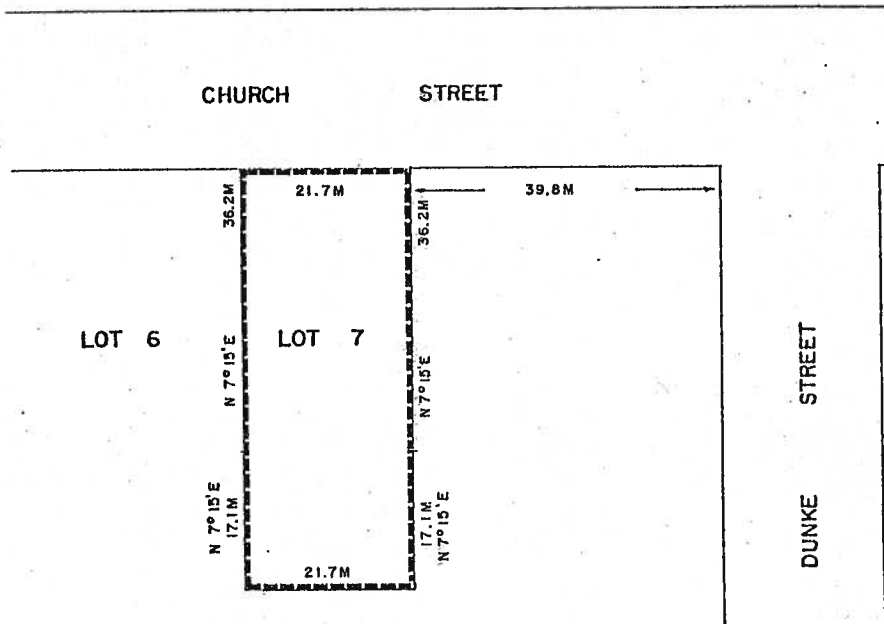 CHURCH STREET
21.7M
39.8M
36.2M
36.2M
LOT 6
LOT 7
N 7°15'E
N 7°15'E
DUNKE STREET
N 7°15'E
17.1M
17.1M
N 7°15'E
21.7M